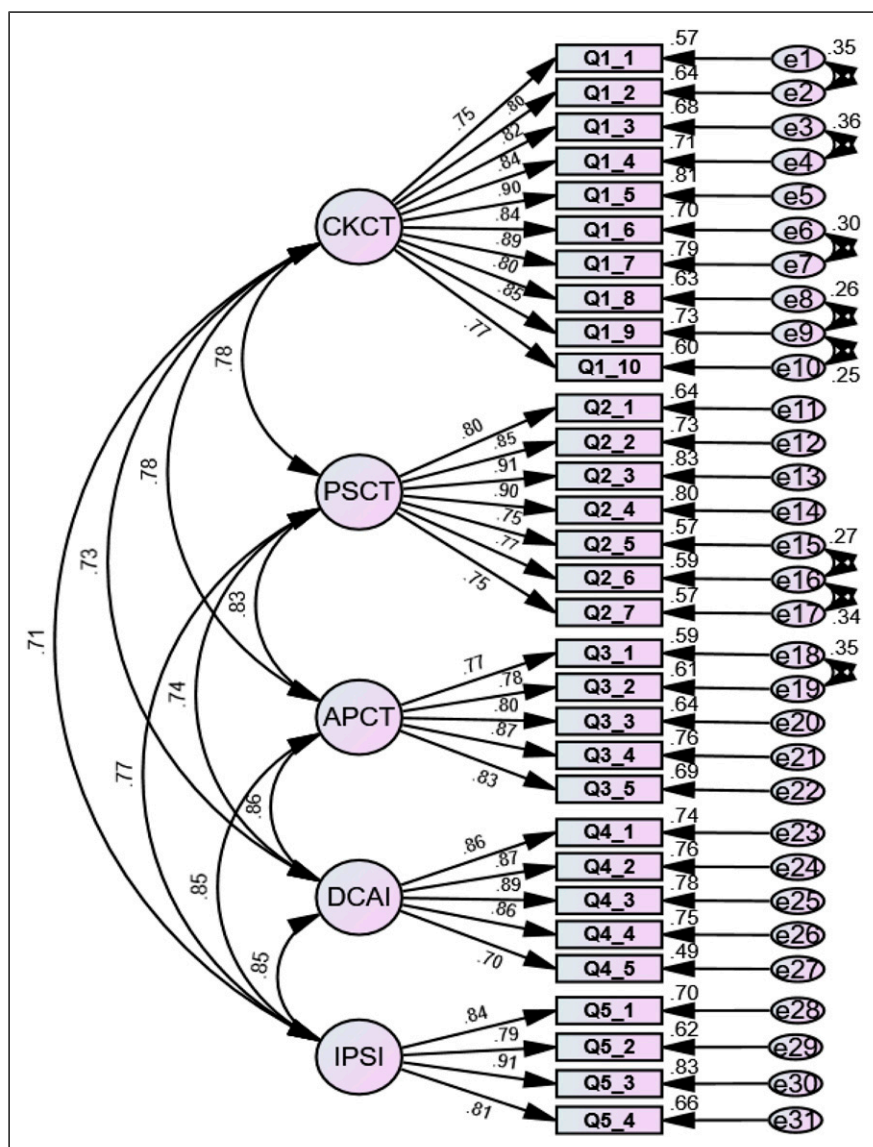 .57
Q1_1
e1
.35
.75
.64
Q1_2
e2
.80
.68
Q1_3
e3
.36
.82
.71
Q1_4
e4
.84
.81
Q1_5
e5
.90
.70
Q1_6
e6
.30
.84
.79
Q1_7
e7
.89
.63
Q1_8
e8
.26
.80
.73
Q1_9
e9
.85
.60
Q1_10
e10
.25
.77
CKCT
.78
.64
Q2_1
e11
.80
.73
Q2_2
e12
.85
.83
Q2_3
e13
.91
.80
Q2_4
e14
.90
.57
Q2_5
e15
.27
.75
.59
Q2_6
e16
.77
.57
Q2_7
e17
.34
.75
PSCT
.78
.73
.83
.71
.74
.77
.59
Q3_1
e18
.35
.77
.61
Q3_2
e19
.78
.64
Q3_3
e20
.80
.76
Q3_4
e21
.87
.69
Q3_5
e22
.83
APCT
.86
.85
.74
Q4_1
e23
.86
.76
Q4_2
e24
.87
.78
Q4_3
e25
.89
.75
Q4_4
e26
.86
.49
Q4_5
e27
.70
DCAI
.85
.70
Q5_1
e28
.84
.62
Q5_2
e29
.79
.83
Q5_3
e30
.91
.66
Q5_4
e31
.81
IPSI